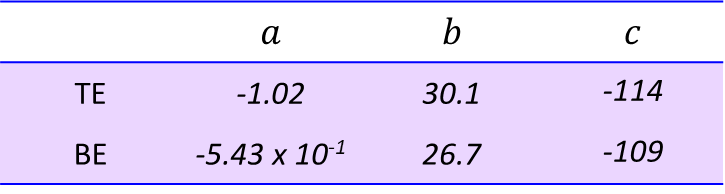 a b c
TE -1.02 30.1 -114
BE -5.43 x 10⁻¹ 26.7 -109